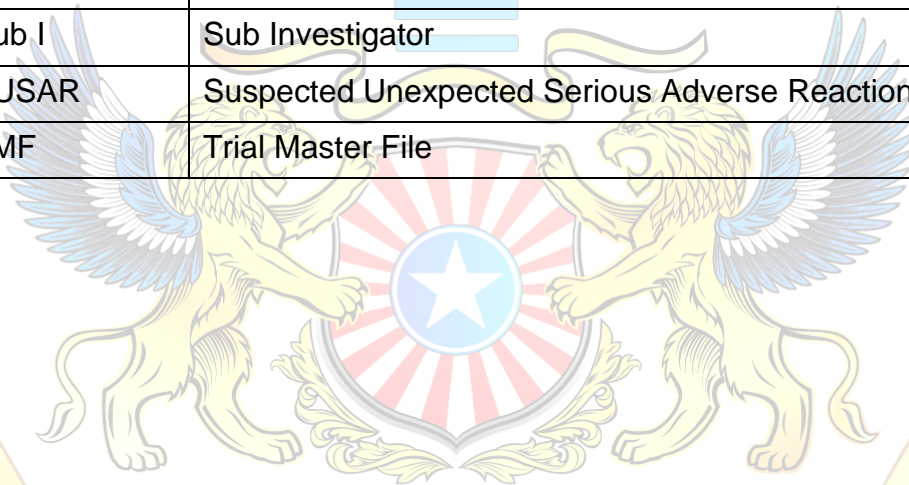 ub I Sub Investigator
USAR Suspected Unexpected Serious Adverse Reaction
MF Trial Master File